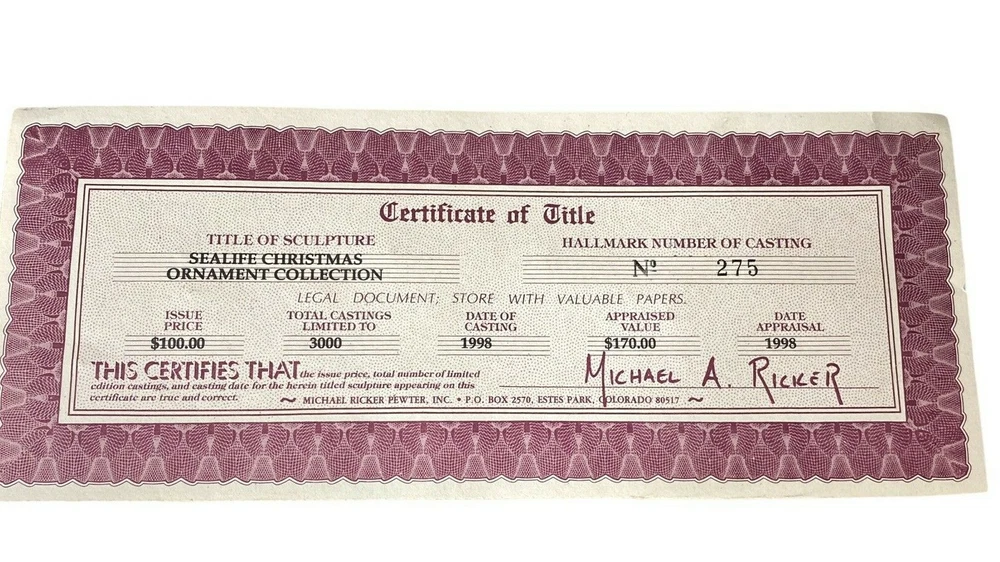 Certificate of Title
TITLE OF SCULPTURE
SEALIFE CHRISTMAS
ORNAMENT COLLECTION
HALLMARK NUMBER OF CASTING
Nº 275
LEGAL DOCUMENT; STORE WITH VALUABLE PAPERS.
ISSUE
PRICE
$100.00
TOTAL CASTINGS
LIMITED TO
3000
DATE OF
CASTING
1998
APPRAISED
VALUE
$170.00
DATE
APPRAISAL
1998
THIS CERTIFIES THAT the issue price, total number of limited
edition castings, and casting date for the herein titled sculpture appearing on this
certificate are true and correct.
MICHAEL A. RICKER
~ MICHAEL RICKER PEWTER, INC. • P.O. BOX 2570, ESTES PARK, COLORADO 80517 ~